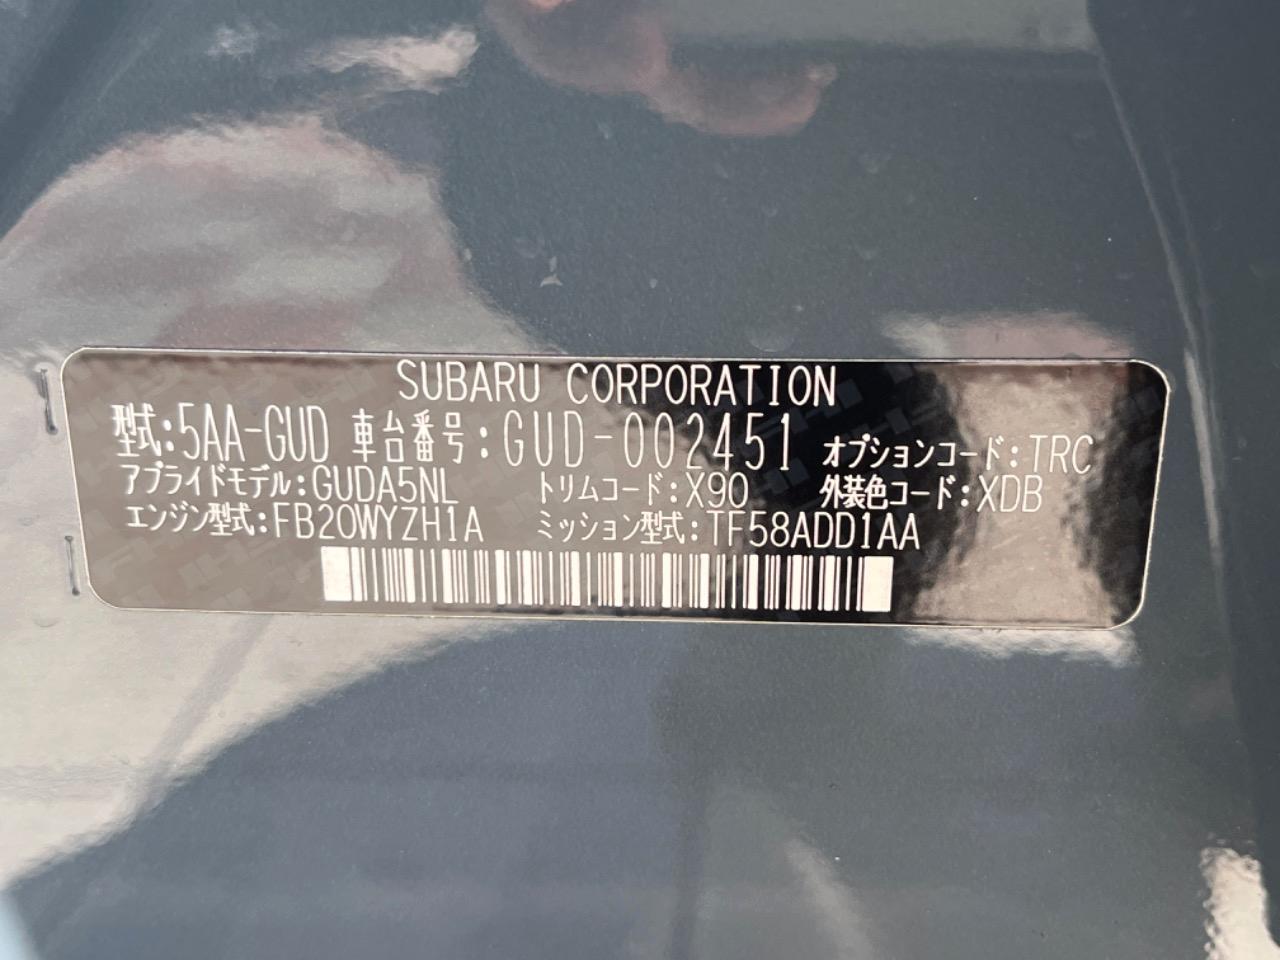 SUBARU CORPORATION
型式:5AA-GUD 車台番号:GUD-002451 オプションコード:TRC
アプライドモデル:GUDA5NL トリムコード:X90 外装色コード:XDB
エンジン型式:FB20WYZH1A ミッション型式:TF58ADD1AA